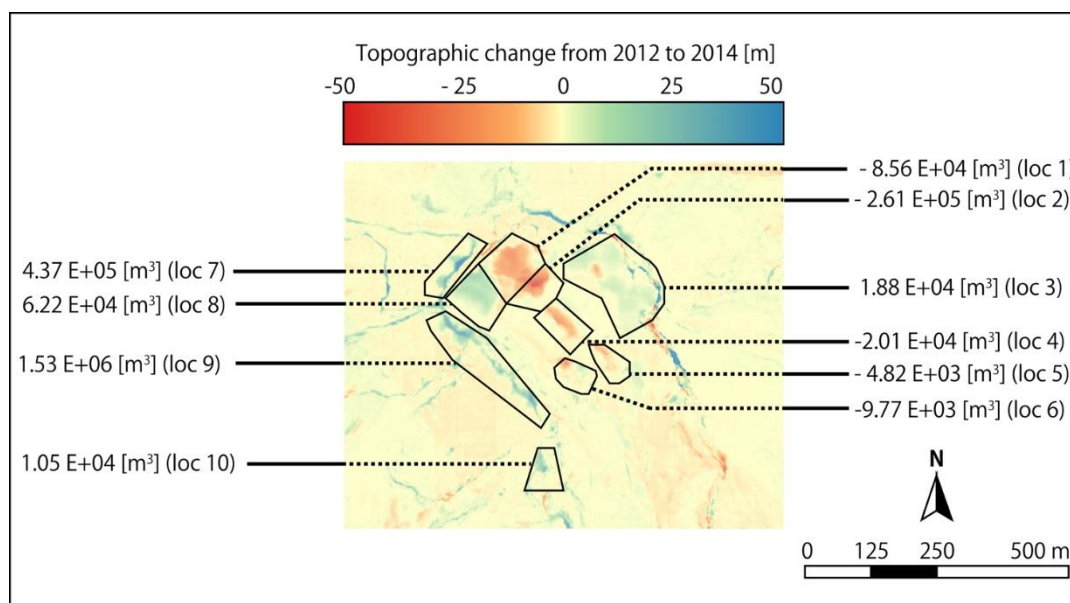 Topographic change from 2012 to 2014 [m]
-50 - 25 0 25 50
- 8.56 E+04 [m³] (loc 1)
- 2.61 E+05 [m³] (loc 2)
4.37 E+05 [m³] (loc 7)
6.22 E+04 [m³] (loc 8)
1.88 E+04 [m³] (loc 3)
-2.01 E+04 [m³] (loc 4)
1.53 E+06 [m³] (loc 9)
- 4.82 E+03 [m³] (loc 5)
-9.77 E+03 [m³] (loc 6)
1.05 E+04 [m³] (loc 10)
N
0 125 250 500 m